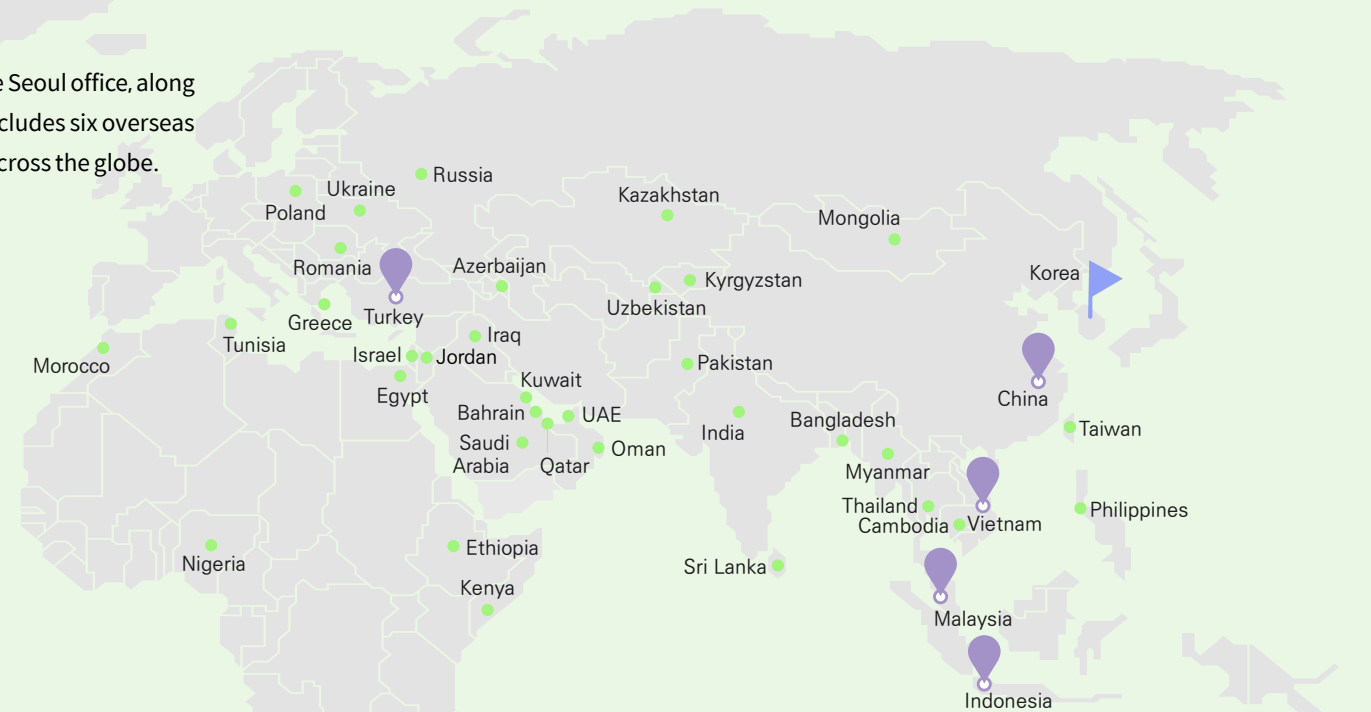 e Seoul office, along
cludes six overseas
cross the globe.
Russia
Ukraine
Poland
Kazakhstan
Mongolia
Romania
Azerbaijan
Korea
Kyrgyzstan
Uzbekistan
Turkey
Greece
Tunisia
Iraq
Morocco
Israel
Jordan
Pakistan
Kuwait
Egypt
China
Bahrain
UAE
Bangladesh
India
Taiwan
Saudi
Arabia
Qatar
Oman
Myanmar
Thailand
Cambodia
Vietnam
Philippines
Ethiopia
Nigeria
Sri Lanka
Kenya
Malaysia
Indonesia